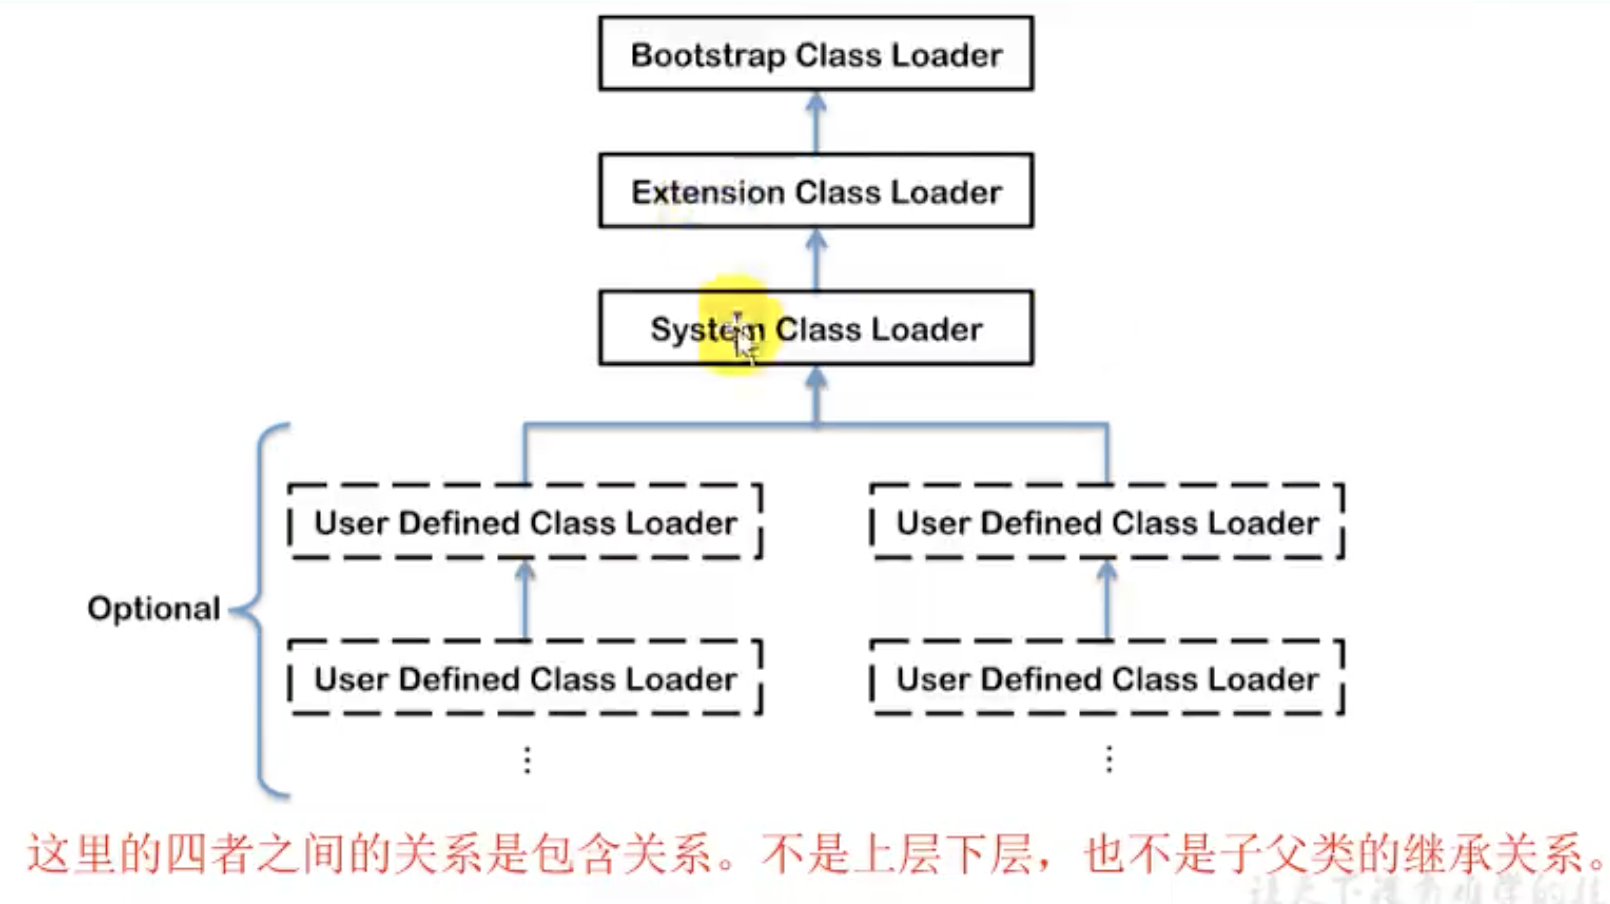 Bootstrap Class Loader
Extension Class Loader
System Class Loader
User Defined Class Loader
User Defined Class Loader
Optional
User Defined Class Loader
User Defined Class Loader
⋮
⋮
这里的四者之间的关系是包含关系。不是上层下层，也不是子父类的继承关系。